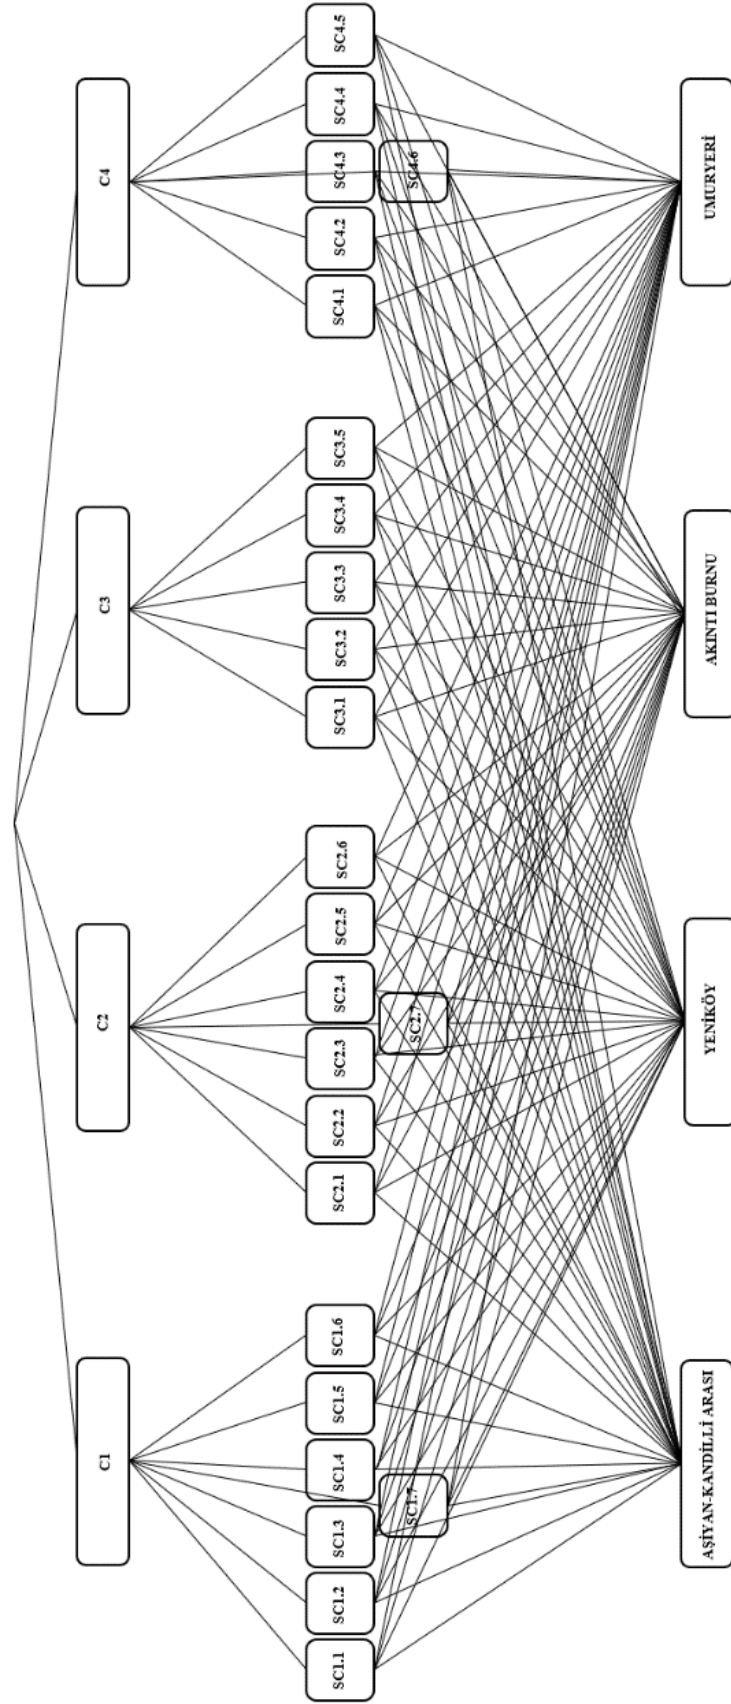 C1
C2
C3
C4
SC1.1
SC1.2
SC1.3
SC1.4
SC1.5
SC1.6
SC1.7
SC2.1
SC2.2
SC2.3
SC2.4
SC2.5
SC2.6
SC2.7
SC3.1
SC3.2
SC3.3
SC3.4
SC3.5
SC4.1
SC4.2
SC4.3
SC4.4
SC4.5
SC4.6
AŞİYAN-KANDİLLİ ARASI
YENİKÖY
AKINTI BURNU
UMURYERİ